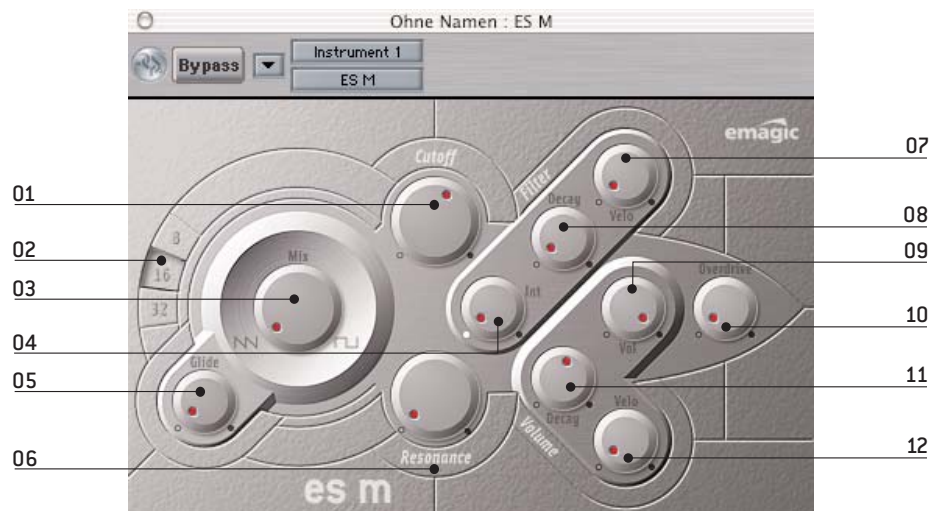 Ohne Namen : ES M
Bypass
Instrument 1
ES M
emagic
01
02
03
04
05
06
07
08
09
10
11
12
Cutoff
Filter
Velo
Decay
Int
8
16
32
Mix
Glide
Resonance
Overdrive
Vol
Decay
Velo
Volume
es m